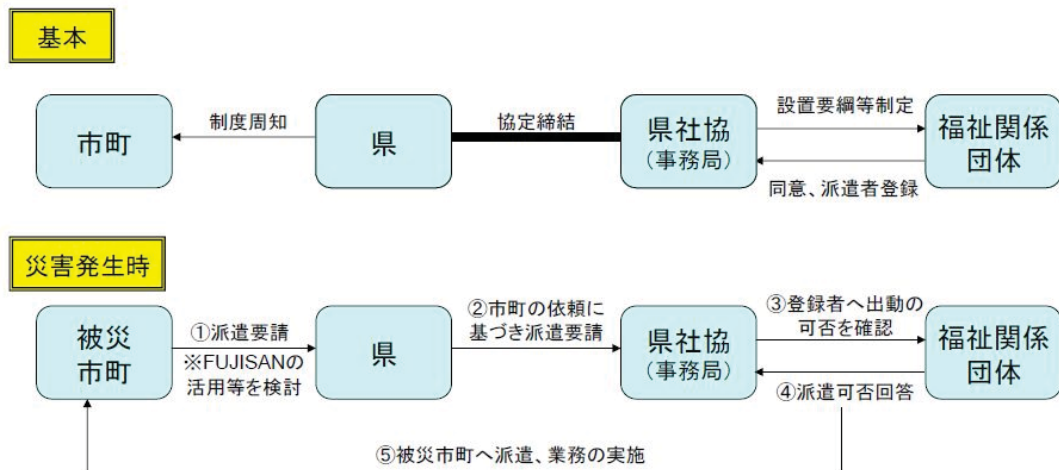 基本
市町
制度周知
県
協定締結
県社協
(事務局)
設置要綱等制定
同意、派遣者登録
福祉関係
団体
災害発生時
被災
市町
①派遣要請
※FUJISANの
活用等を検討
県
②市町の依頼に
基づき派遣要請
県社協
(事務局)
③登録者へ出動の
可否を確認
④派遣可否回答
福祉関係
団体
⑤被災市町へ派遣、業務の実施